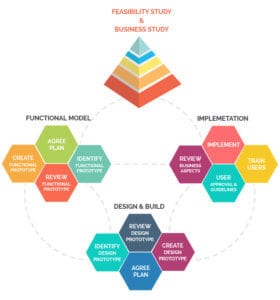 FEASIBILITY STUDY
&
BUSINESS STUDY
FUNCTIONAL MODEL
AGREE
PLAN
CREATE
FUNCTIONAL
PROTOTYPE
IDENTIFY
FUNCTIONAL
PROTOTYPE
REVIEW
FUNCTIONAL
PROTOTYPE
IMPLEMETATION
IMPLEMENT
REVIEW
BUSINESS
ASPECTS
TRAIN
USERS
USER
APPROVAL &
GUIDELINES
DESIGN & BUILD
REVIEW
DESIGN
PROTOTYPE
IDENTIFY
DESIGN
PROTOTYPE
CREATE
DESIGN
PROTOTYPE
AGREE
PLAN